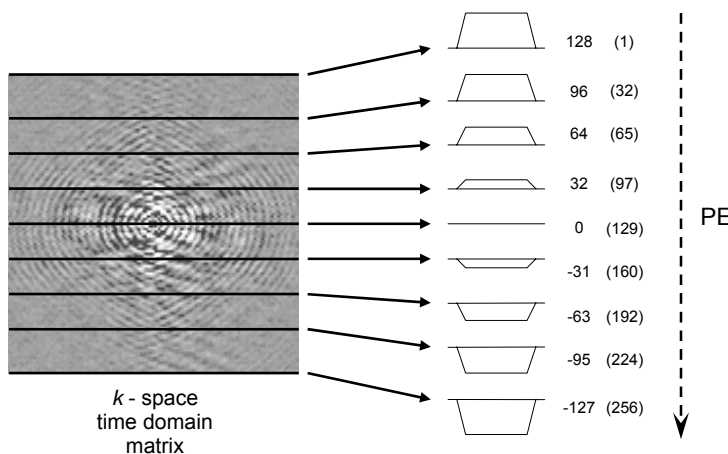 128 (1)
96 (32)
64 (65)
32 (97)
0 (129)
-31 (160)
-63 (192)
-95 (224)
-127 (256)
PE
k - space
time domain
matrix